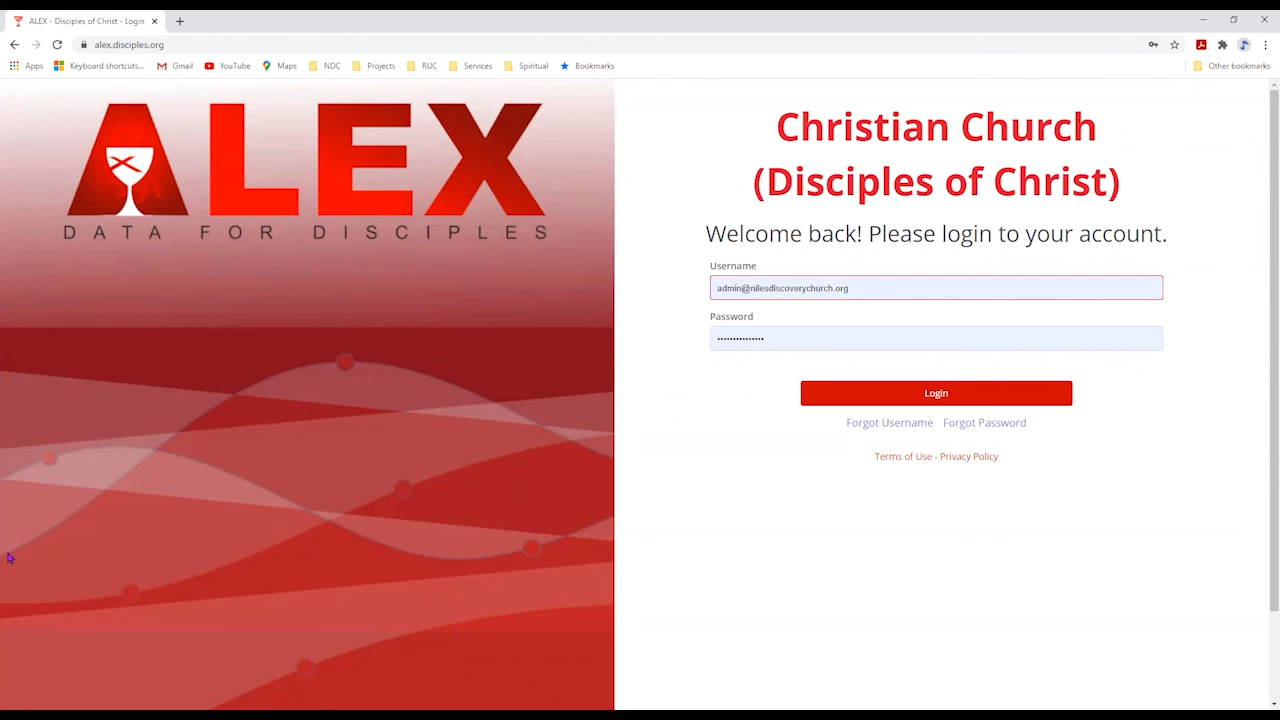 ALEX - Disciples of Christ - Login
alex.disciples.org
Apps Keyboard shortcuts... Gmail YouTube Maps NDC Projects RUC Services Spiritual Bookmarks Other bookmarks
ALEX
DATA FOR DISCIPLES
Christian Church
(Disciples of Christ)
Welcome back! Please login to your account.
Username
admin@nilesdiscoverychurch.org
Password
•••••••••••••••
Login
Forgot Username Forgot Password
Terms of Use - Privacy Policy